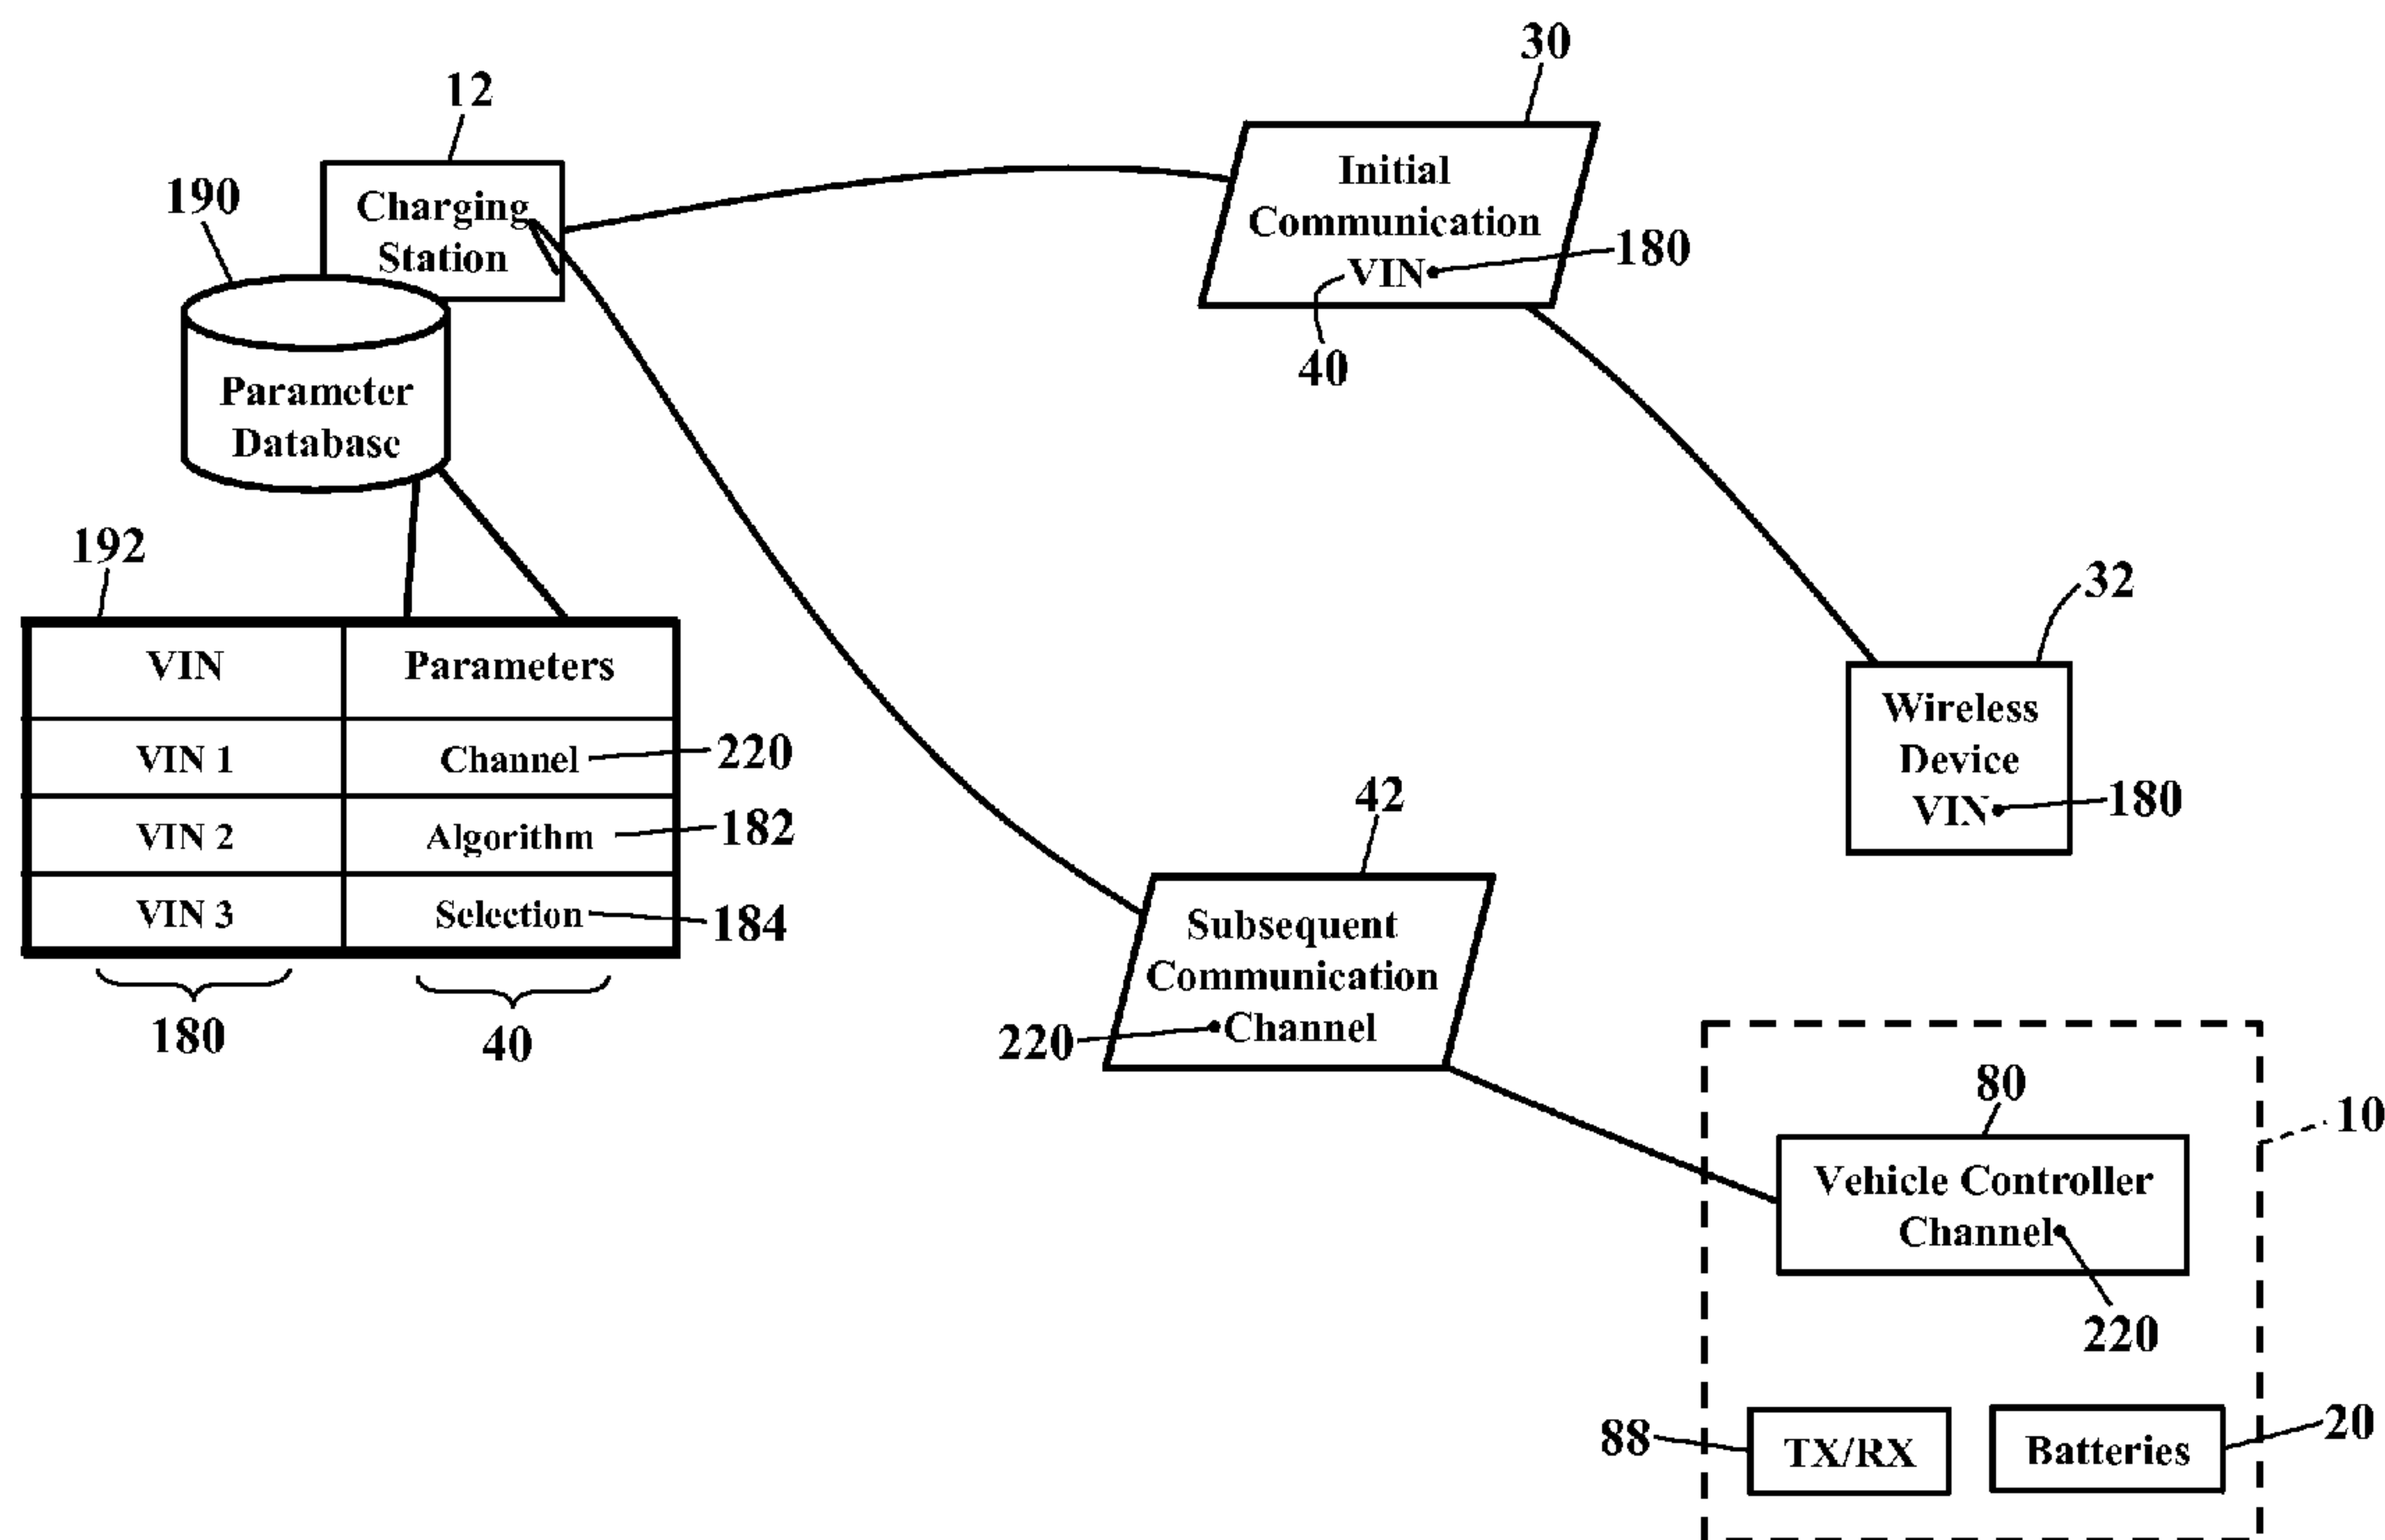 30
12
Initial
Communication
VIN
180
40
190
Charging
Station
Parameter
Database
192
VIN Parameters
VIN 1 Channel 220
VIN 2 Algorithm 182
VIN 3 Selection 184
180 40
32
Wireless
Device
VIN 180
42
Subsequent
Communication
220 Channel
10
80
Vehicle Controller
Channel
220
88 TX/RX
Batteries 20